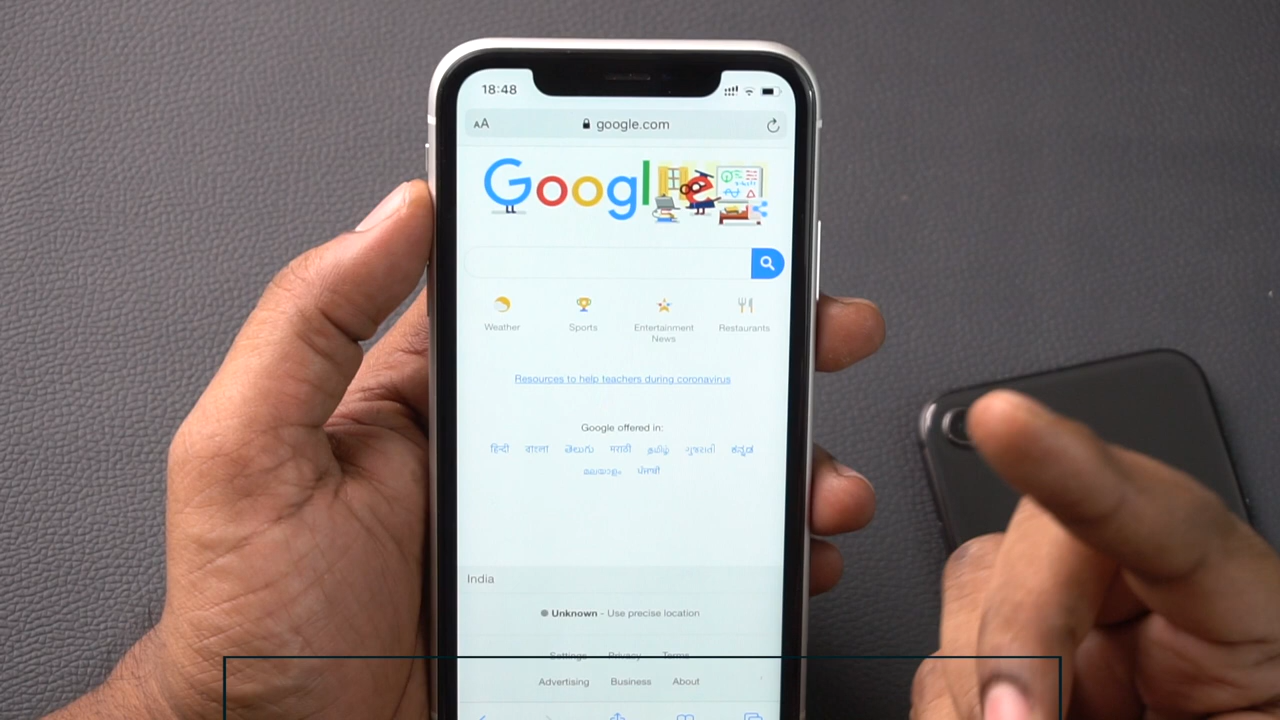 18:48
AA google.com
Google
Weather Sports Entertainment News Restaurants
Resources to help teachers during coronavirus
Google offered in:
हिन्दी বাংলা తెలుగు मराठी தமிழ் ગુજરાતી ಕನ್ನಡ
മലയാളം ਪੰਜਾਬੀ
India
Unknown - Use precise location
Settings Privacy Terms
Advertising Business About